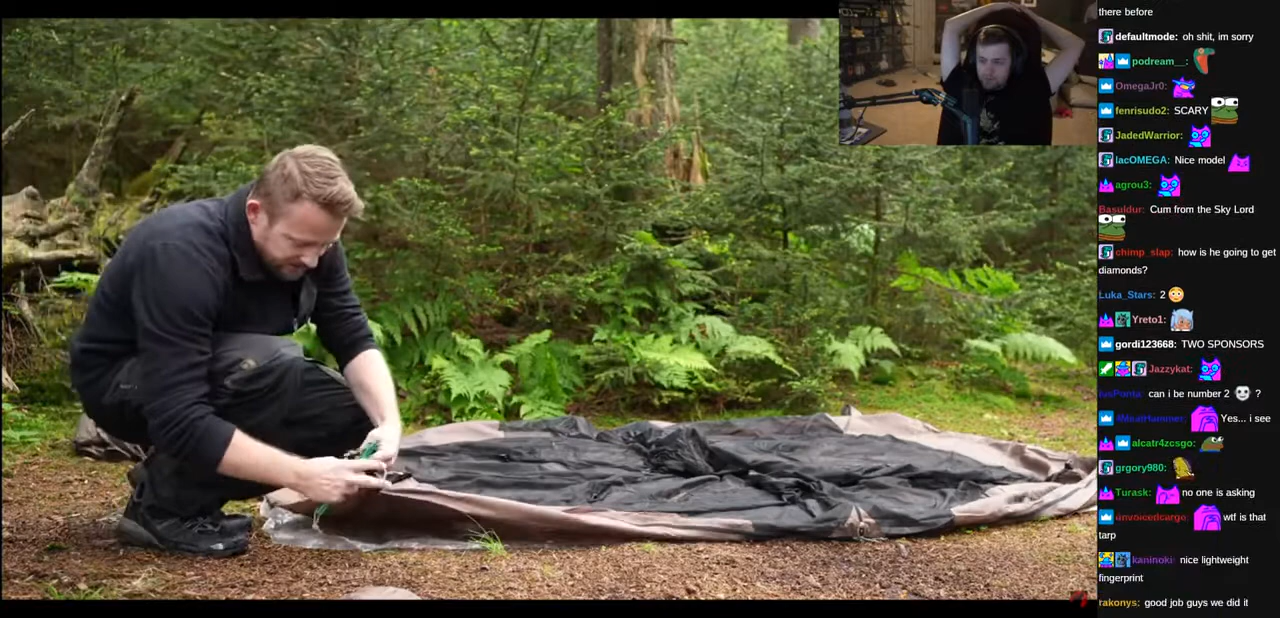 there before
defaultmode: oh shit, im sorry
podream__:
OmegaJr0:
fenrisudo2: SCARY
JadedWarrior:
lacOMEGA: Nice model
agrou3:
Basuldur: Cum from the Sky Lord
chimp_slap: how is he going to get
diamonds?
Luka_Stars: 2
Yreto1:
gordi123668: TWO SPONSORS
Jazzykat:
can i be number 2 ?
Yes... i see
alcatr4zcsgo:
grgory980:
Turask: no one is asking
unvoicedcargo: wtf is that
tarp
kaninoki: nice lightweight
fingerprint
rakonys: good job guys we did it